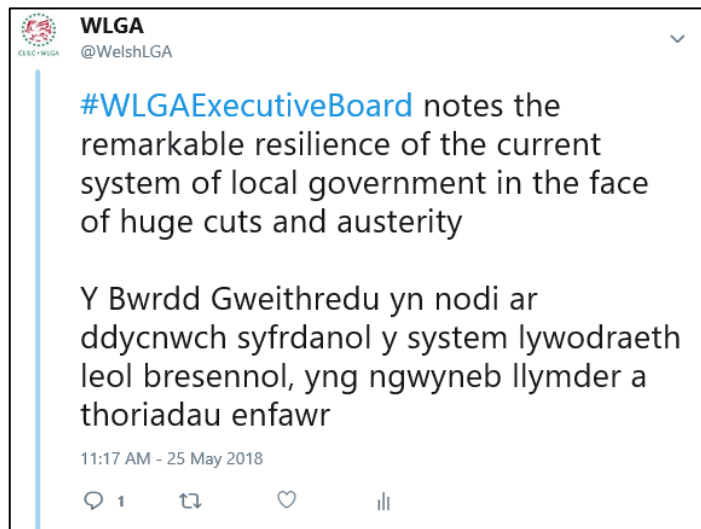 WLGA
@WelshLGA
CLILC•WLGA
#WLGAExecutiveBoard notes the
remarkable resilience of the current
system of local government in the face
of huge cuts and austerity
Y Bwrdd Gweithredu yn nodi ar
ddycnwch syfrdanol y system lywodraeth
leol bresennol, yng ngwyneb llymder a
thoriadau enfawr
11:17 AM - 25 May 2018
1